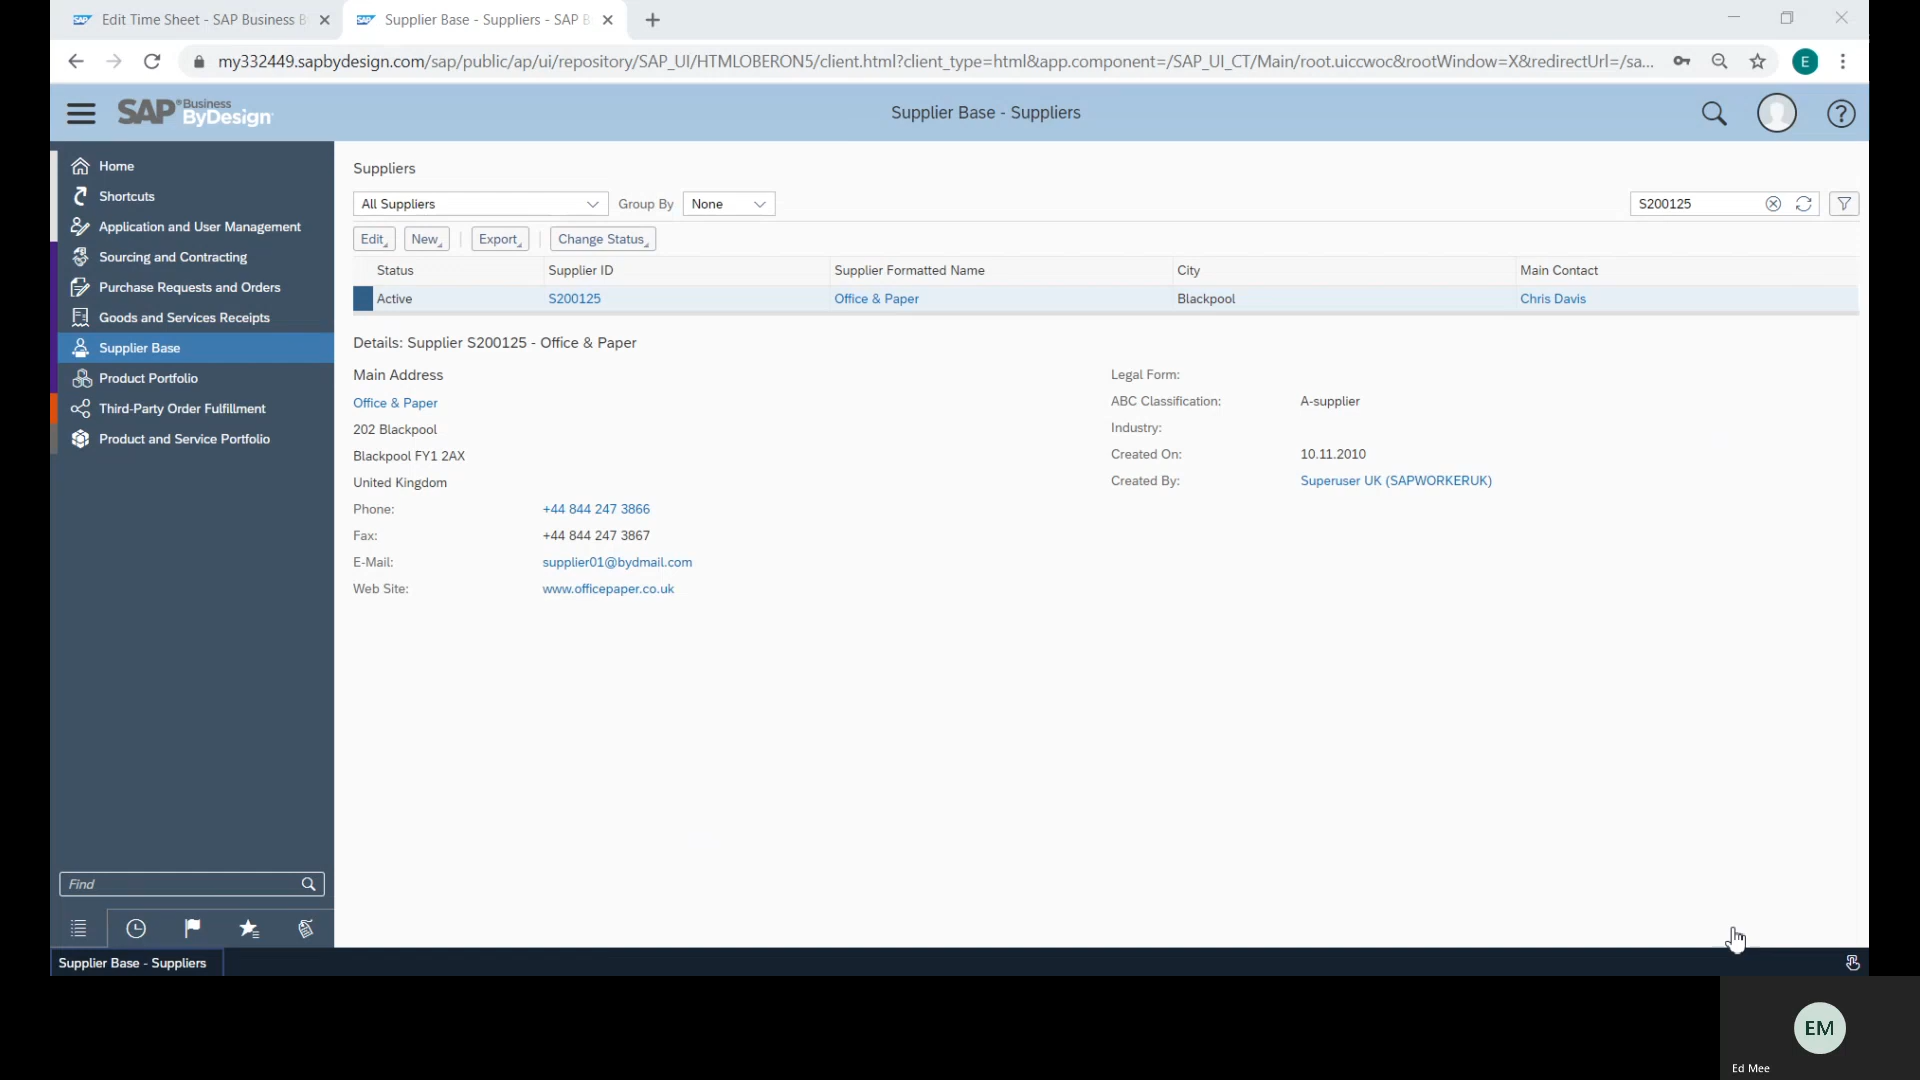 Edit Time Sheet - SAP Business B
Supplier Base - Suppliers - SAP B
my332449.sapbydesign.com/sap/public/ap/ui/repository/SAP_UI/HTMLOBERON5/client.html?client_type=html&app.component=/SAP_UI_CT/Main/root.uiccwoc&rootWindow=X&redirectUrl=/sa...
E
SAP Business ByDesign
Supplier Base - Suppliers
Home
Shortcuts
Application and User Management
Sourcing and Contracting
Purchase Requests and Orders
Goods and Services Receipts
Supplier Base
Product Portfolio
Third-Party Order Fulfillment
Product and Service Portfolio
Find
Suppliers
All Suppliers Group By None S200125
Edit New Export Change Status
Status Supplier ID Supplier Formatted Name City Main Contact
Active S200125 Office & Paper Blackpool Chris Davis
Details: Supplier S200125 - Office & Paper
Main Address
Office & Paper
202 Blackpool
Blackpool FY1 2AX
United Kingdom
Phone: +44 844 247 3866
Fax: +44 844 247 3867
E-Mail: supplier01@bydmail.com
Web Site: www.officepaper.co.uk
Legal Form:
ABC Classification: A-supplier
Industry:
Created On: 10.11.2010
Created By: Superuser UK (SAPWORKERUK)
Supplier Base - Suppliers
EM
Ed Mee